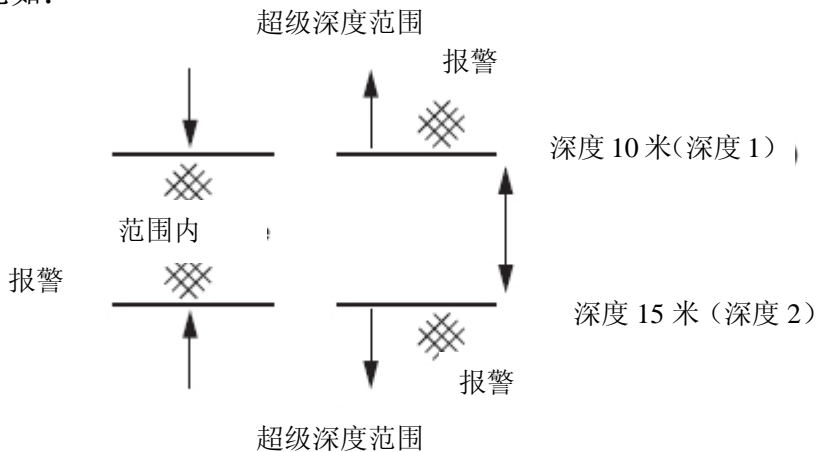 如：
超级深度范围
报警
深度 10 米（深度 1）
范围内
报警
深度 15 米（深度 2）
报警
超级深度范围